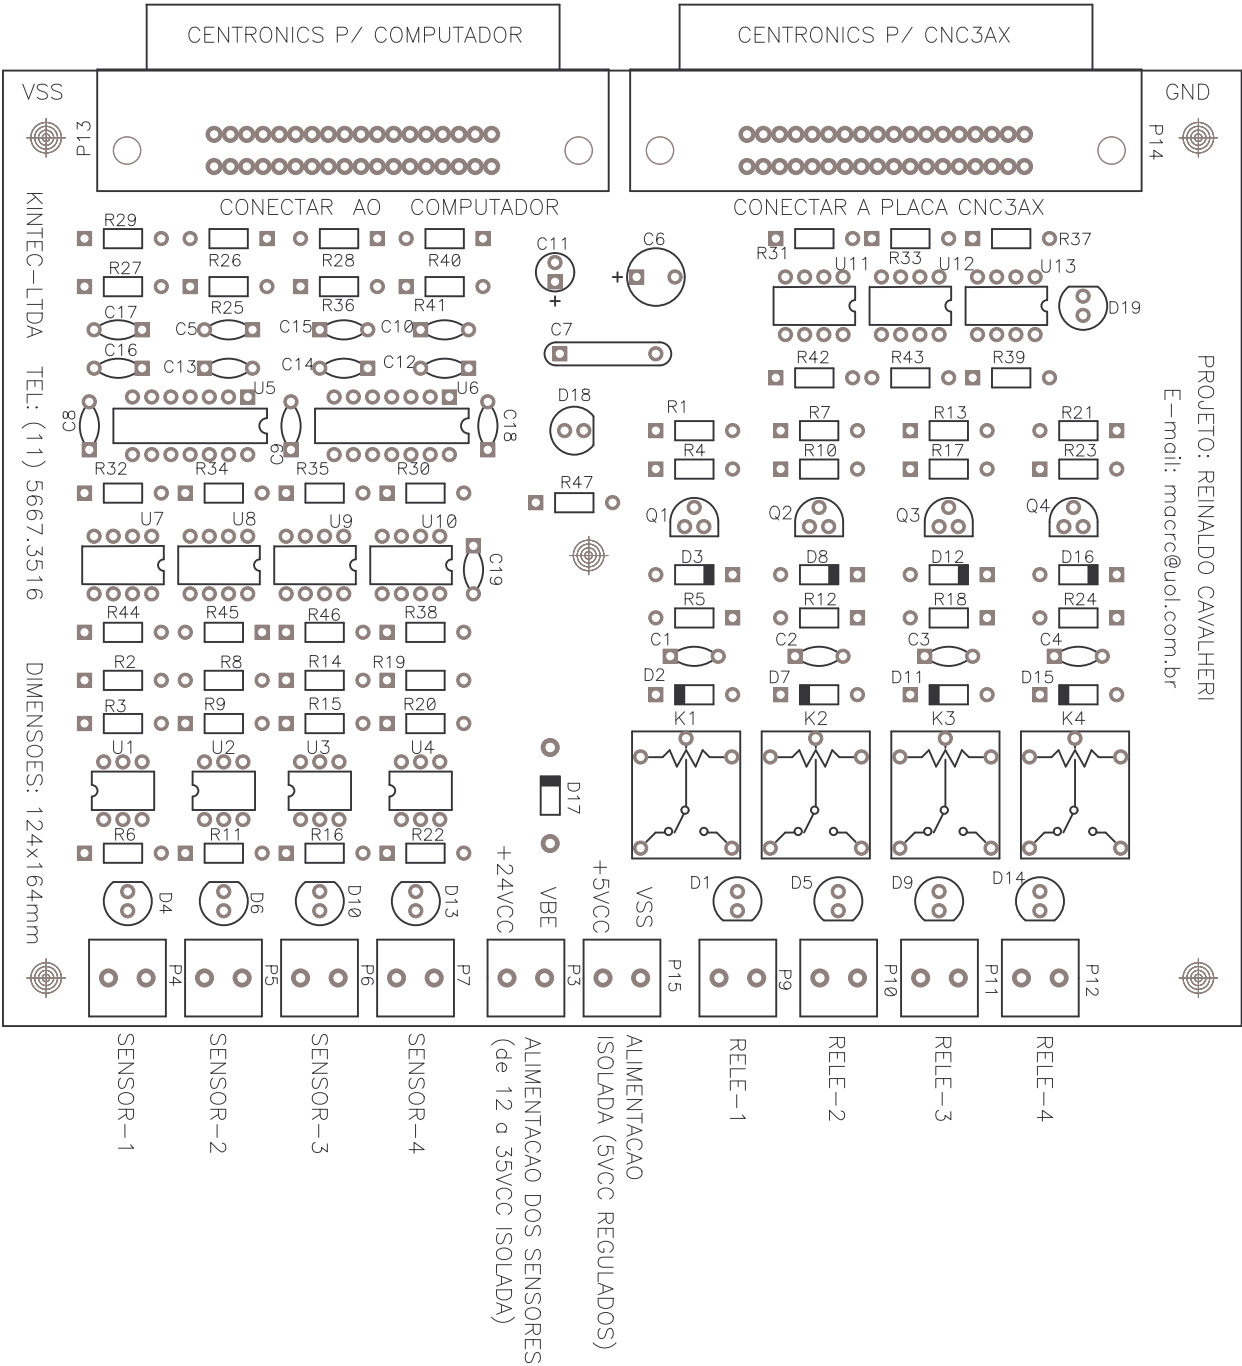 CENTRONICS P/ COMPUTADOR
CENTRONICS P/ CNC3AX
VSS
GND
P13
P14
CONECTAR AO COMPUTADOR
CONECTAR A PLACA CNC3AX
R29
R31
R33
R37
C11
C6
R27
R26
R28
R40
U11
U12
U13
R25
R36
R41
D19
C17
C5
C15
C10
C7
C16
C13
C14
C12
R42
R43
R39
U5
U6
D18
C8
C9
C18
R1
R7
R13
R21
R4
R10
R17
R23
R32
R34
R35
R30
R47
U7
U8
U9
U10
Q1
Q2
Q3
Q4
C19
D3
D8
D12
D16
R44
R45
R46
R38
R5
R12
R18
R24
C1
C2
C3
C4
R2
R8
R14
R19
D2
D7
D11
D15
R3
R9
R15
R20
K1
K2
K3
K4
U1
U2
U3
U4
D17
R6
R11
R16
R22
D4
D6
D10
D13
+24VCC
VBE
+5VCC
VSS
D1
D5
D9
D14
P4
P5
P6
P7
P3
P15
P9
P10
P11
P12
SENSOR-1
SENSOR-2
SENSOR-3
SENSOR-4
ALIMENTACAO DOS SENSORES
(de 12 a 35VCC ISOLADA)
ALIMENTACAO
ISOLADA (5VCC REGULADOS)
RELE-1
RELE-2
RELE-3
RELE-4
KINTEC-LTDA TEL: (11) 5667.3516 DIMENSOES: 124x164mm
PROJETO: REINALDO CAVALHERI
E-mail: macrc@uol.com.br